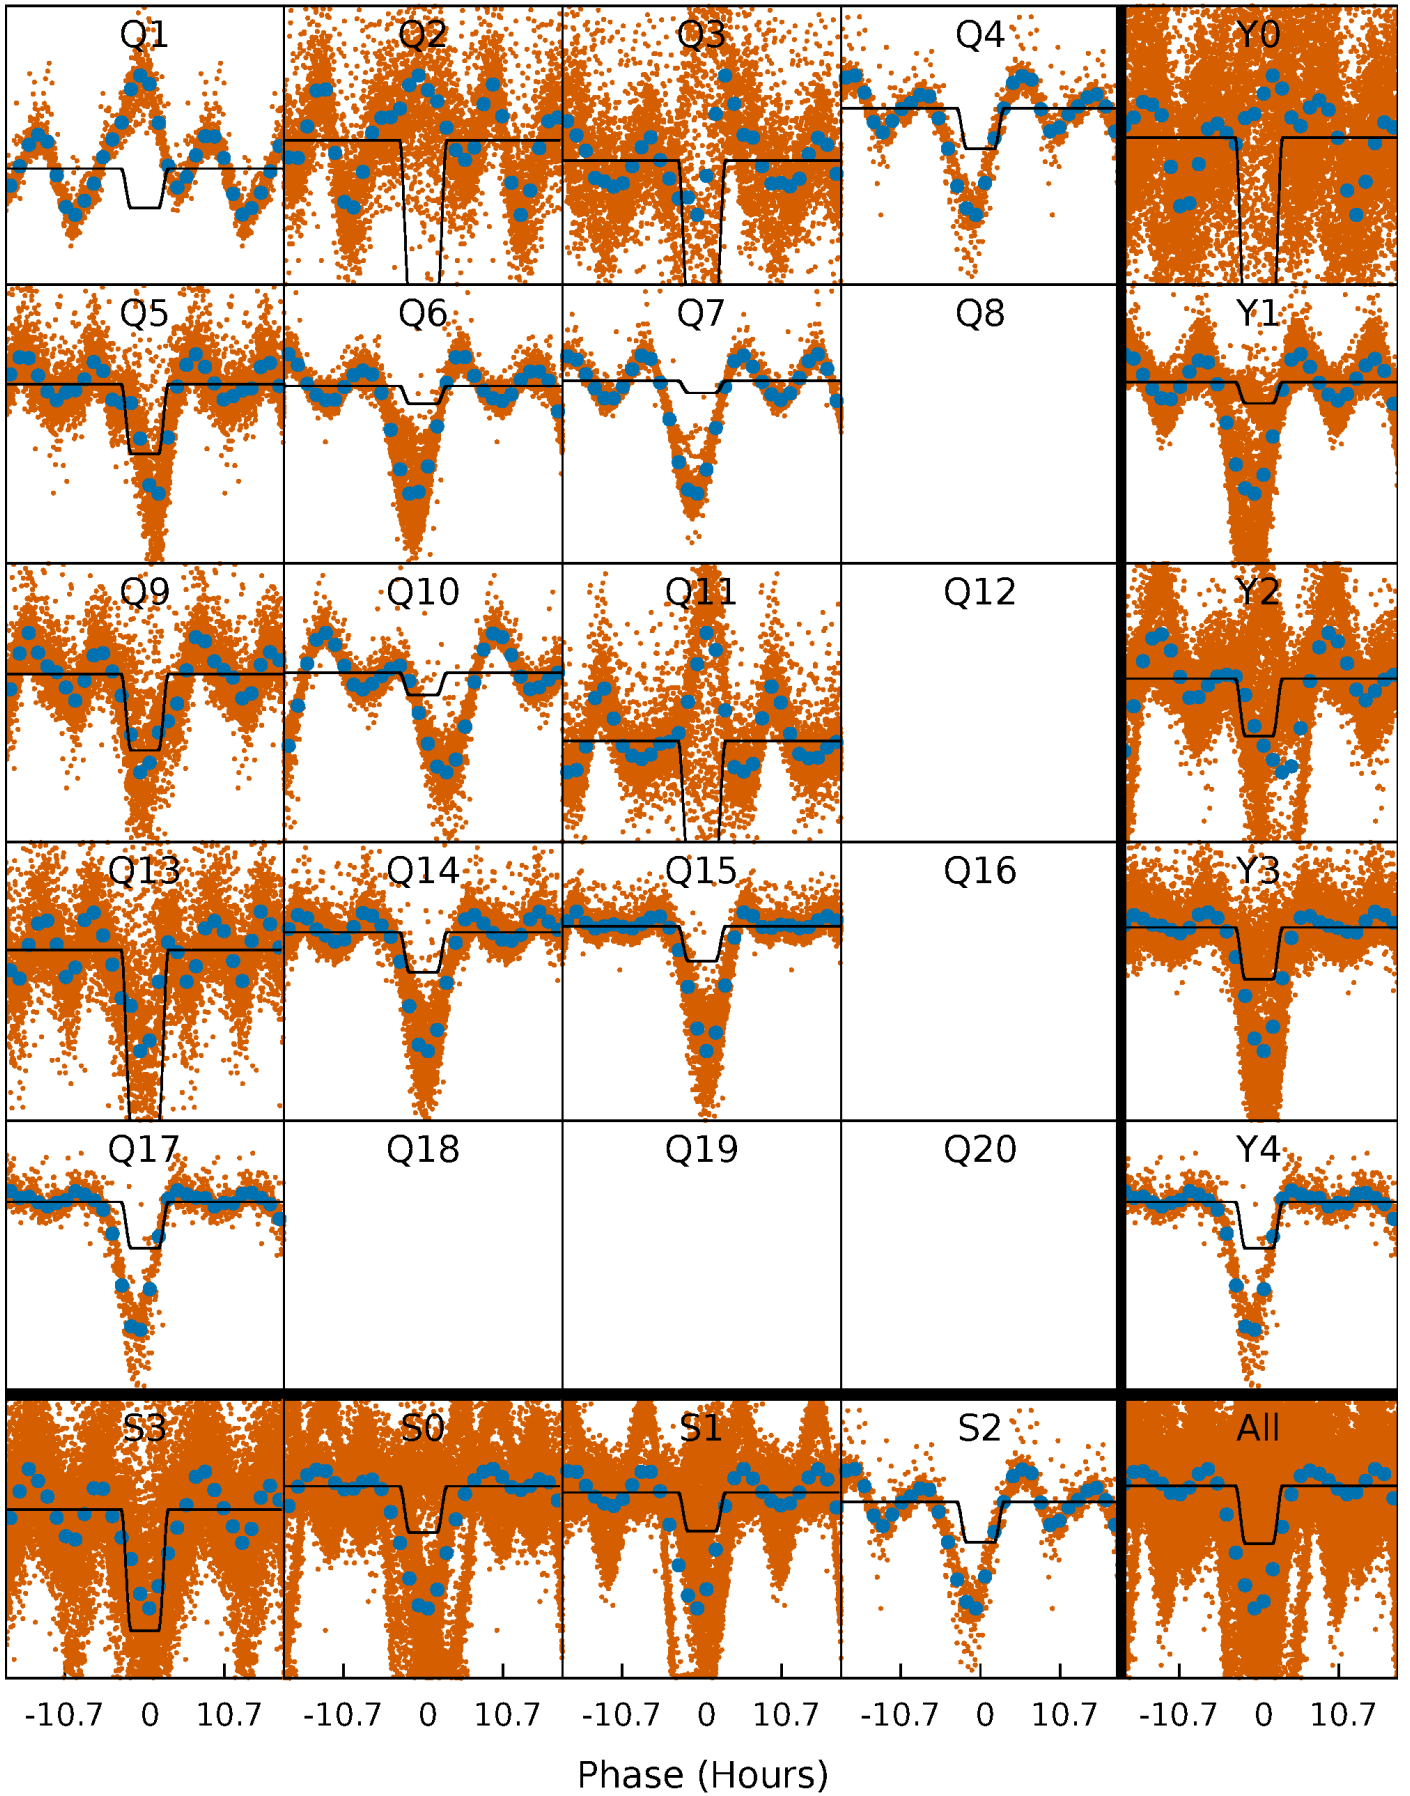 Q1 Q2 Q3 Q4 Y0
Q5 Q6 Q7 Q8 Y1
Q9 Q10 Q11 Q12 Y2
Q13 Q14 Q15 Q16 Y3
Q17 Q18 Q19 Q20 Y4
S3 S0 S1 S2 All
-10.7 0 10.7 -10.7 0 10.7 -10.7 0 10.7 -10.7 0 10.7 -10.7 0 10.7
Phase (Hours)